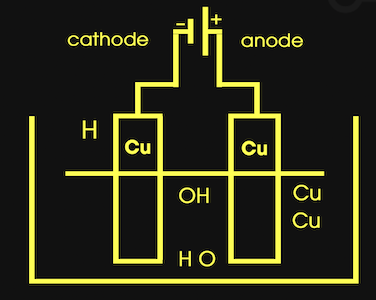 − +
cathode anode
H
Cu Cu
OH Cu
Cu
H O